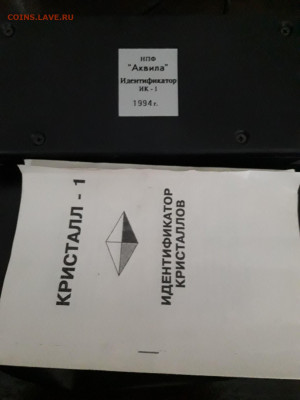 COINS.LAVE.RU
НПФ
"Аквила"
Идентификатор
ИК - 1
1994 г.
КРИСТАЛЛ - 1
ИДЕНТИФИКАТОР
КРИСТАЛЛОВ